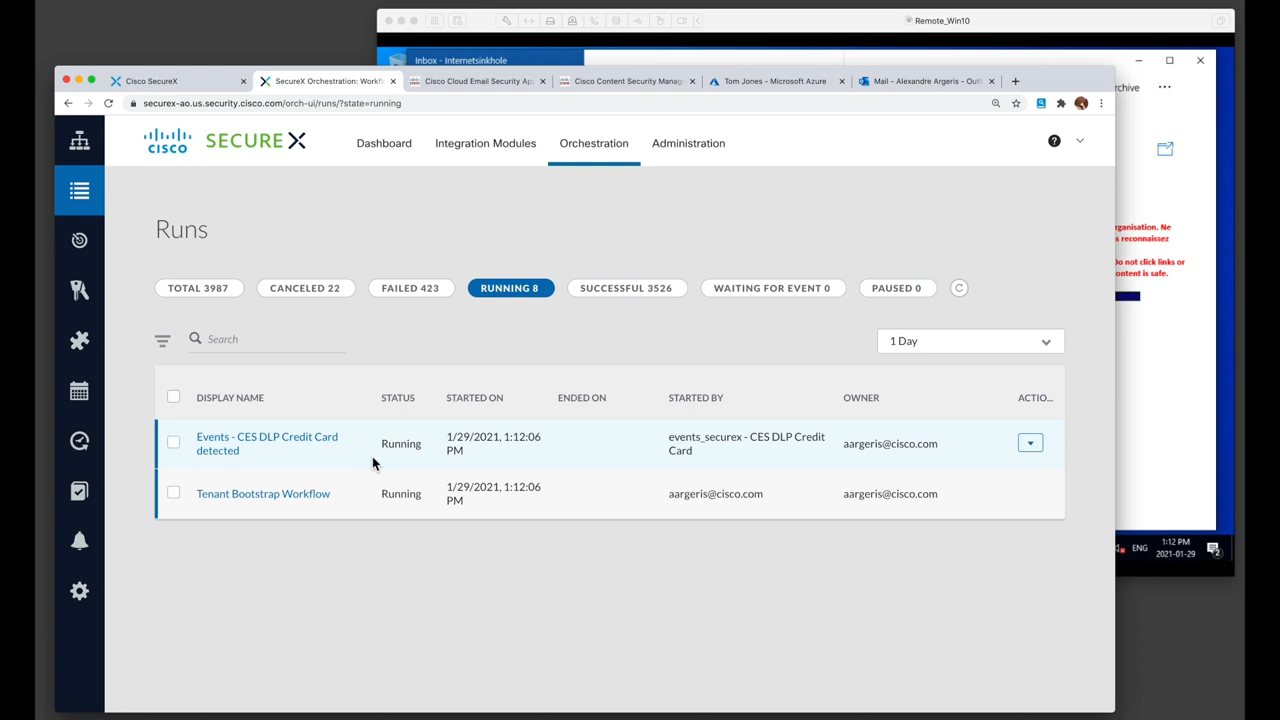 Remote_Win10
Inbox - Internetsinkhole
Cisco SecureX
SecureX Orchestration: Workfl
Cisco Cloud Email Security App
Cisco Content Security Manag
Tom Jones - Microsoft Azure
Mail - Alexandre Argeris - Out
securex-ao.us.security.cisco.com/orch-ui/runs/?state=running
chive
CISCO SECUREX
Dashboard
Integration Modules
Orchestration
Administration
?
Runs
rganisation. Ne
s reconnaissez
Do not click links or
ontent is safe.
TOTAL 3987
CANCELED 22
FAILED 423
RUNNING 8
SUCCESSFUL 3526
WAITING FOR EVENT 0
PAUSED 0
Search
1 Day
DISPLAY NAME
STATUS
STARTED ON
ENDED ON
STARTED BY
OWNER
ACTIO...
Events - CES DLP Credit Card
detected
Running
1/29/2021, 1:12:06
PM
events_securex - CES DLP Credit
Card
aargeris@cisco.com
Tenant Bootstrap Workflow
Running
1/29/2021, 1:12:06
PM
aargeris@cisco.com
aargeris@cisco.com
ENG
1:12 PM
2021-01-29
2